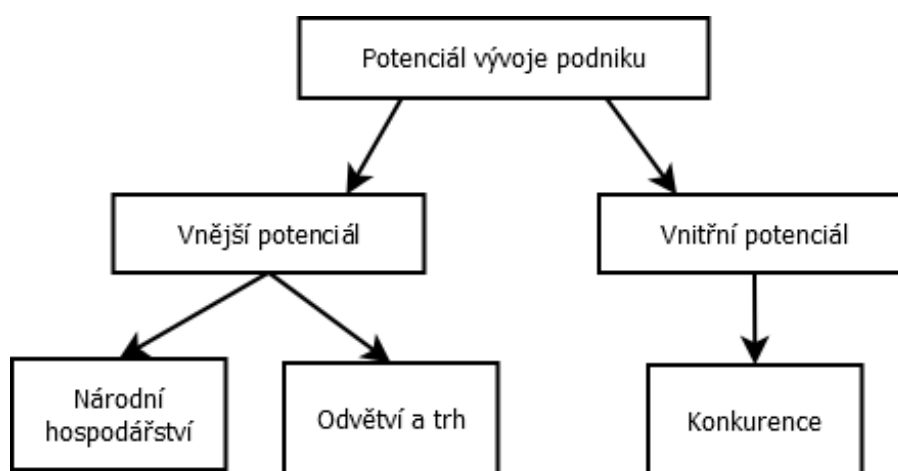 Potenciál vývoje podniku
Vnější potenciál
Vnitřní potenciál
Národní
hospodářství
Odvětví a trh
Konkurence